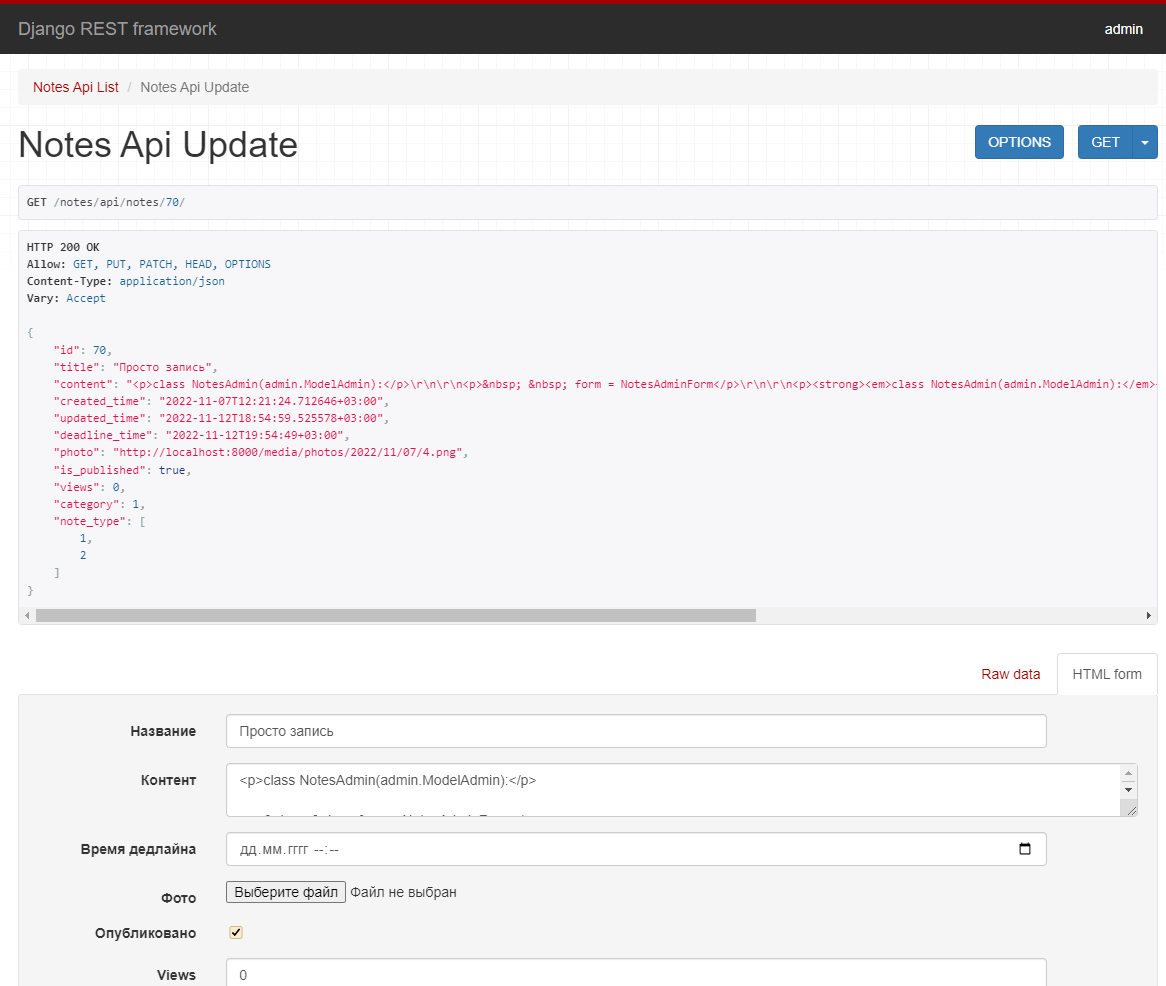 Django REST framework
admin
Notes Api List / Notes Api Update
Notes Api Update
OPTIONS
GET
GET /notes/api/notes/70/
HTTP 200 OK
Allow: GET, PUT, PATCH, HEAD, OPTIONS
Content-Type: application/json
Vary: Accept
{
"id": 70,
"title": "Просто запись",
"content": "<p>class NotesAdmin(admin.ModelAdmin):</p>\r\n\r\n<p>&nbsp; &nbsp; form = NotesAdminForm</p>\r\n\r\n<p><strong><em>class NotesAdmin(admin.ModelAdmin):</em>
"created_time": "2022-11-07T12:21:24.712646+03:00",
"updated_time": "2022-11-12T18:54:59.525578+03:00",
"deadline_time": "2022-11-12T19:54:49+03:00",
"photo": "http://localhost:8000/media/photos/2022/11/07/4.png",
"is_published": true,
"views": 0,
"category": 1,
"note_type": [
1,
2
]
}
Raw data
HTML form
Название
Просто запись
Контент
<p>class NotesAdmin(admin.ModelAdmin):</p>
Время дедлайна
дд.мм.гггг --:--
Фото
Выберите файл Файл не выбран
Опубликовано
Views
0